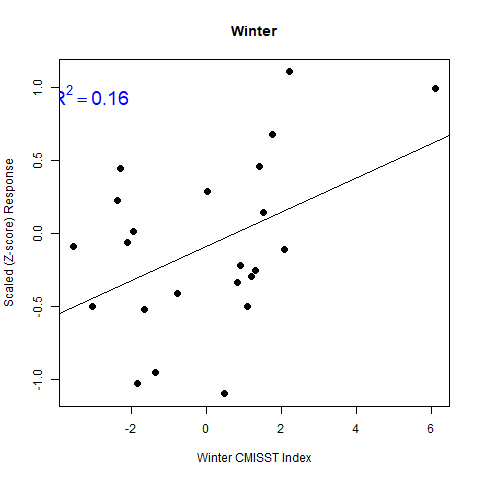 Winter
R² = 0.16
Scaled (Z-score) Response
1.0
0.5
0.0
-0.5
-1.0
-2 0 2 4 6
Winter CMISST Index